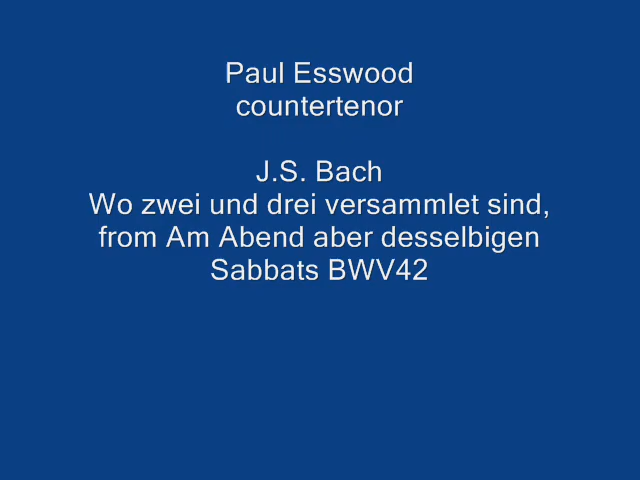 Paul Esswood
countertenor
J.S. Bach
Wo zwei und drei versammlet sind,
from Am Abend aber desselbigen
Sabbats BWV42